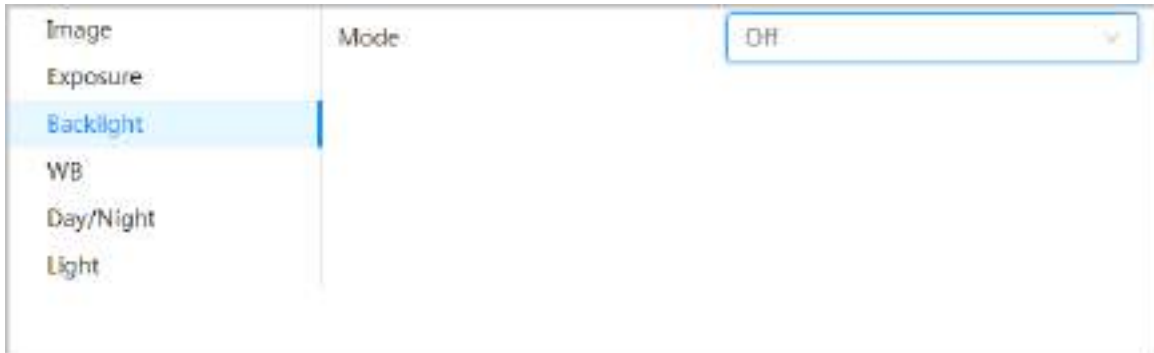 Image
Mode
Off
Exposure
Backlight
WB
Day/Night
Light